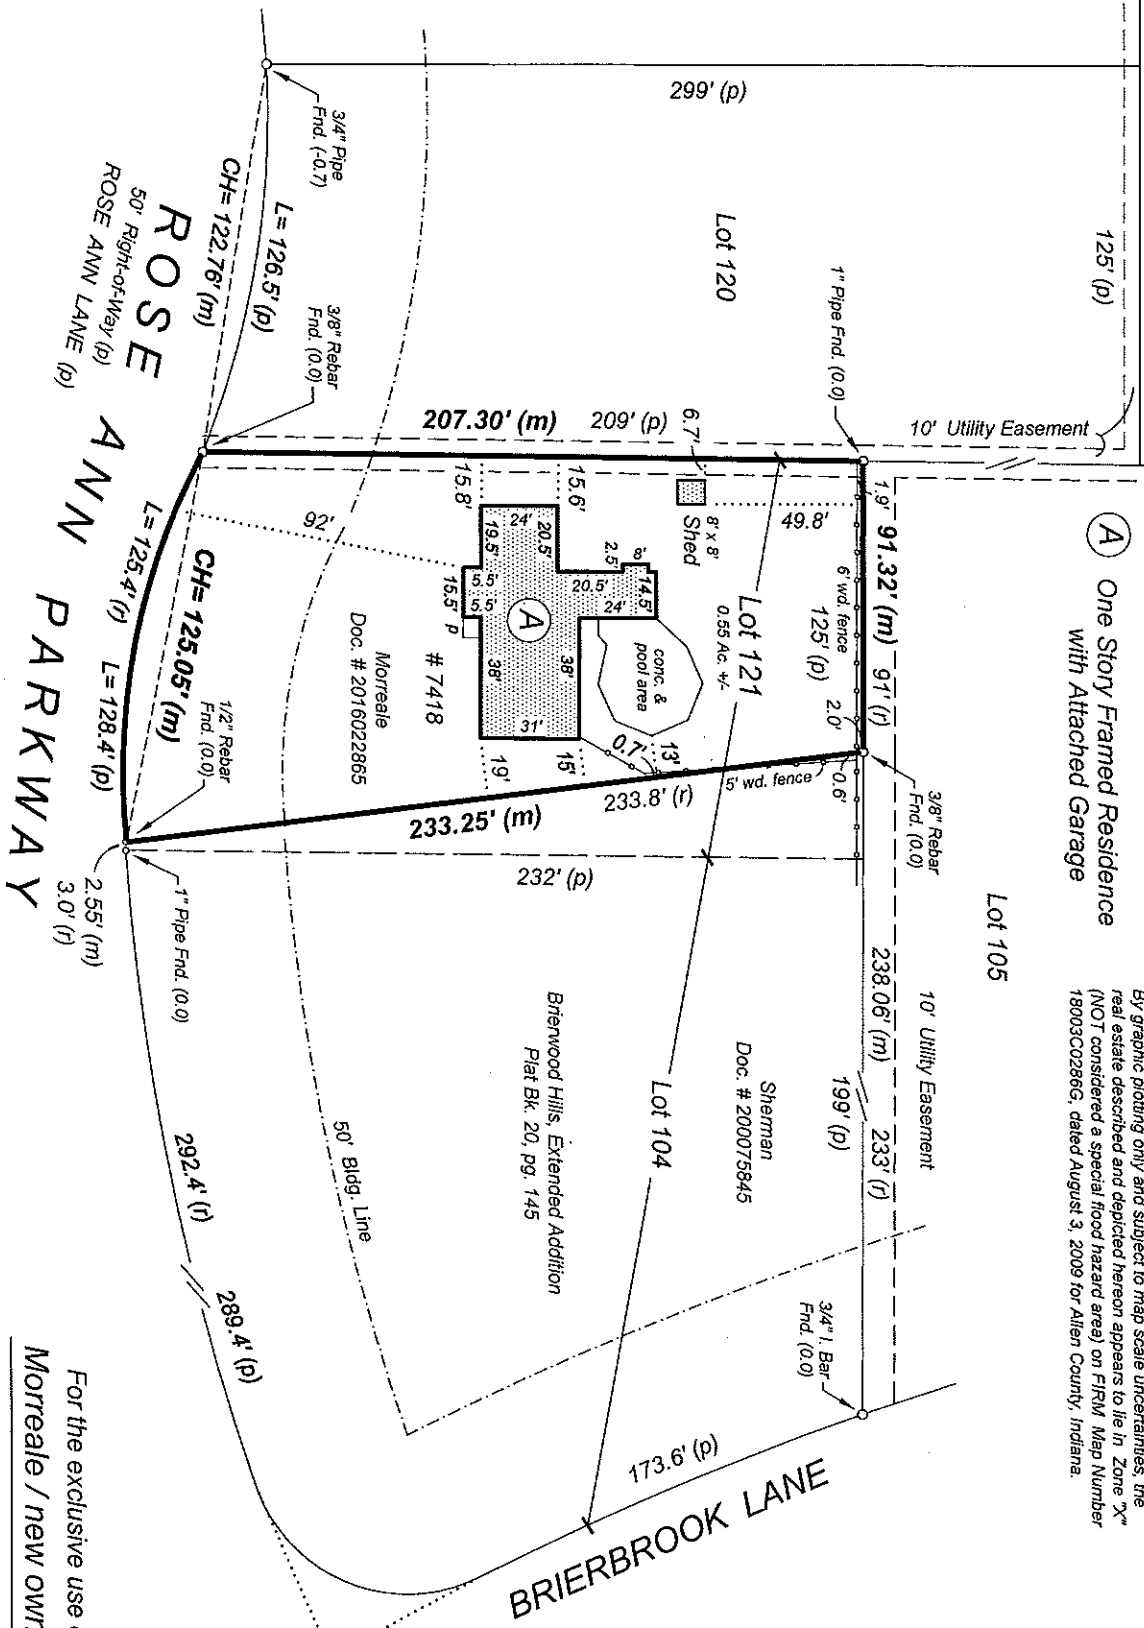 299' (p)
125' (p)
Lot 120
3/4" Pipe
Fnd. (-0.7)
CH= 122.76' (m)
L= 126.5' (p)
ROSE ANN PARKWAY
50' Right-of-Way (p)
ROSE ANN LANE (p)
3/8" Rebar
Fnd. (0.0)
1" Pipe Fnd. (0.0)
207.30' (m)
209' (p)
6.7'
10' Utility Easement
A
One Story Framed Residence
with Attached Garage
By graphic plotting only and subject to map scale uncertainties, the
real estate described and depicted hereon appears to lie in Zone "X"
(NOT considered a special flood hazard area) on FIRM Map Number
18003C0286G, dated August 3, 2009 for Allen County, Indiana.
1.9'
91.32' (m)
91' (r)
6' wd. fence
125' (p)
2.0'
49.8'
8' x 8'
Shed
15.8'
15.6'
24'
19.5'
20.5'
2.5'
8'
20.5'
14.5'
24'
5.5'
5.5'
15.5'
P
A
38'
38'
31'
conc. &
pool area
Lot 121
0.55 Ac. +/-
92'
# 7418
Morreale
Doc. # 2016022865
19'
15'
0.7'
13'
5' wd. fence
0.6'
3/8" Rebar
Fnd. (0.0)
CH= 125.05' (m)
L= 125.4' (r)
L= 128.4' (p)
1/2" Rebar
Fnd. (0.0)
233.25' (m)
233.8' (r)
232' (p)
1" Pipe Fnd. (0.0)
2.55' (m)
3.0' (r)
Lot 105
10' Utility Easement
238.06' (m)
233' (r)
199' (p)
Sherman
Doc. # 200075845
Lot 104
Brierwood Hills, Extended Addition
Plat Bk. 20, pg. 145
50' Bldg. Line
292.4' (r)
289.4' (p)
3/4" I. Bar
Fnd. (0.0)
173.6' (p)
BRIERBROOK LANE
For the exclusive use
Morreale / new own